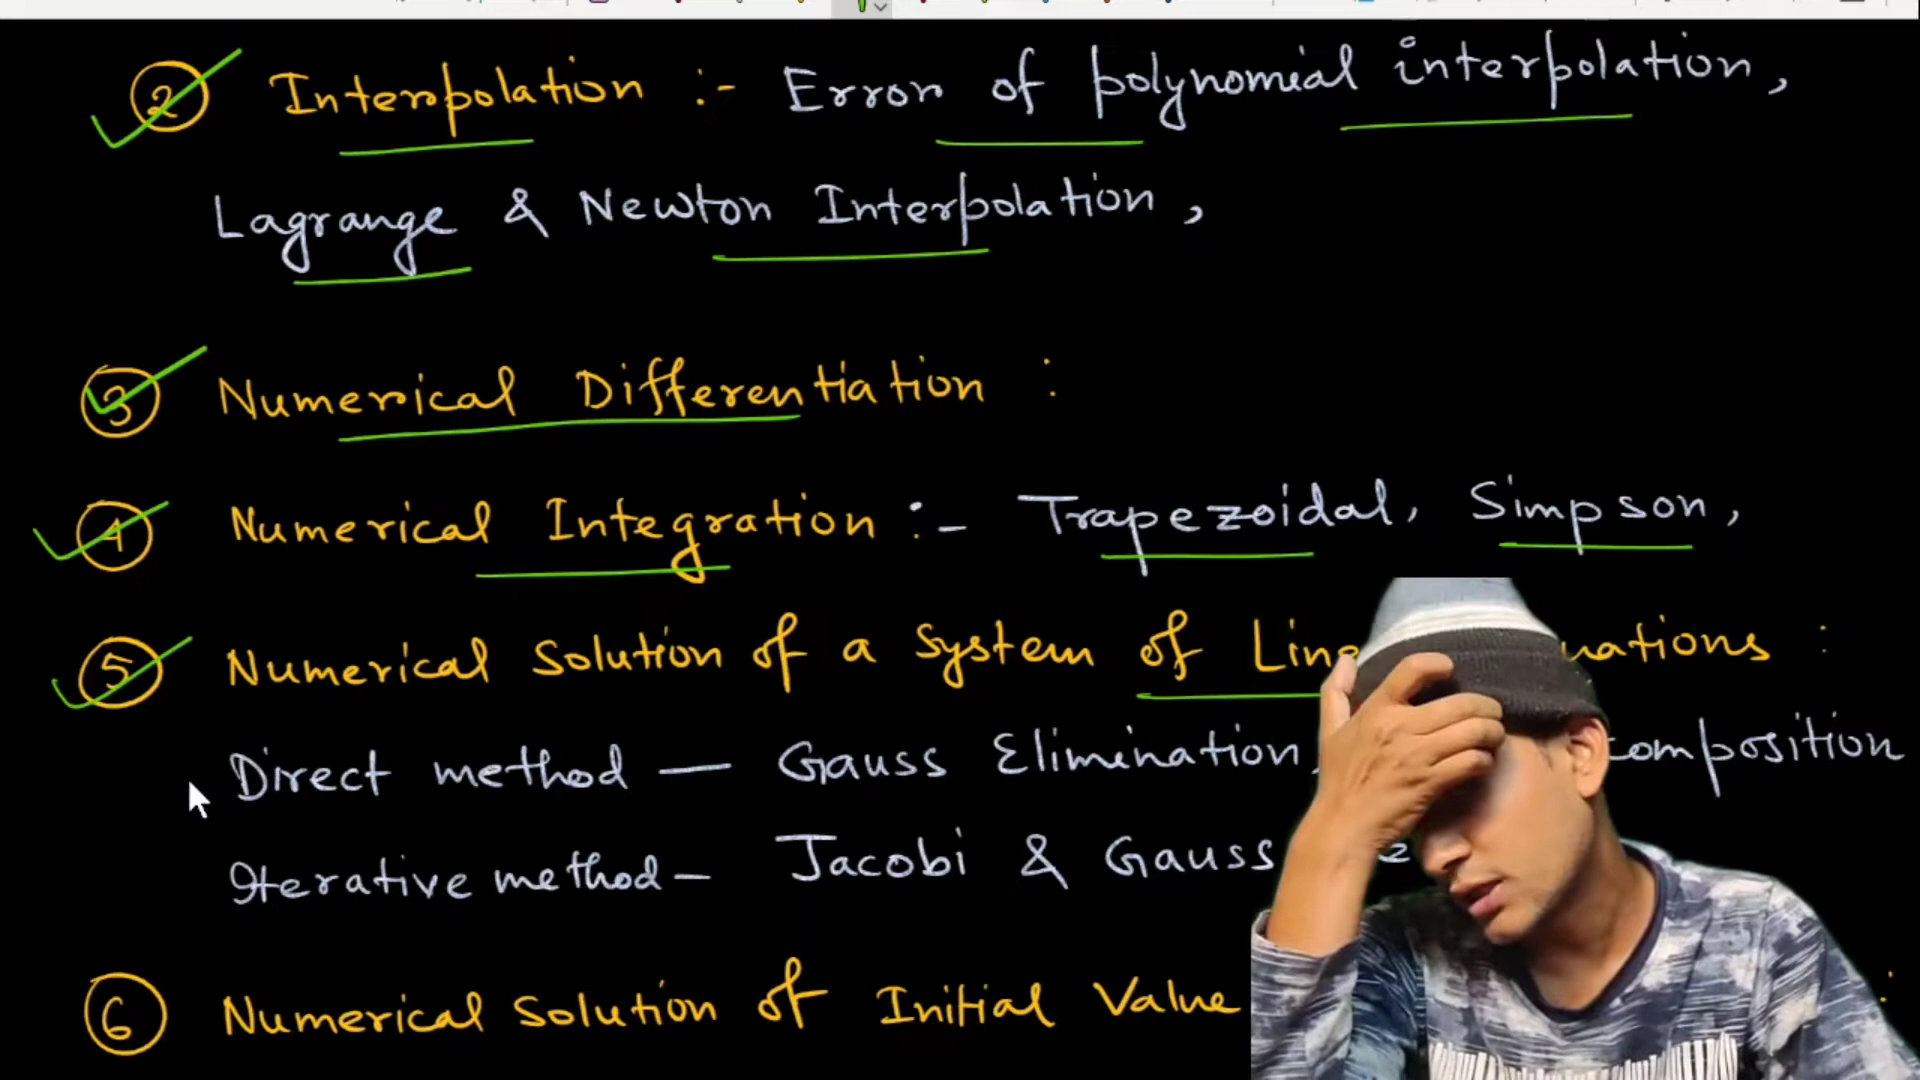 ② Interpolation :- Error of polynomial interpolation,
Lagrange & Newton Interpolation,
③ Numerical Differentiation :
④ Numerical Integration :- Trapezoidal, Simpson,
⑤ Numerical Solution of a System of Line uations :
Direct method — Gauss Elimination, composition
Iterative method - Jacobi & Gauss
⑥ Numerical Solution of Initial Value :